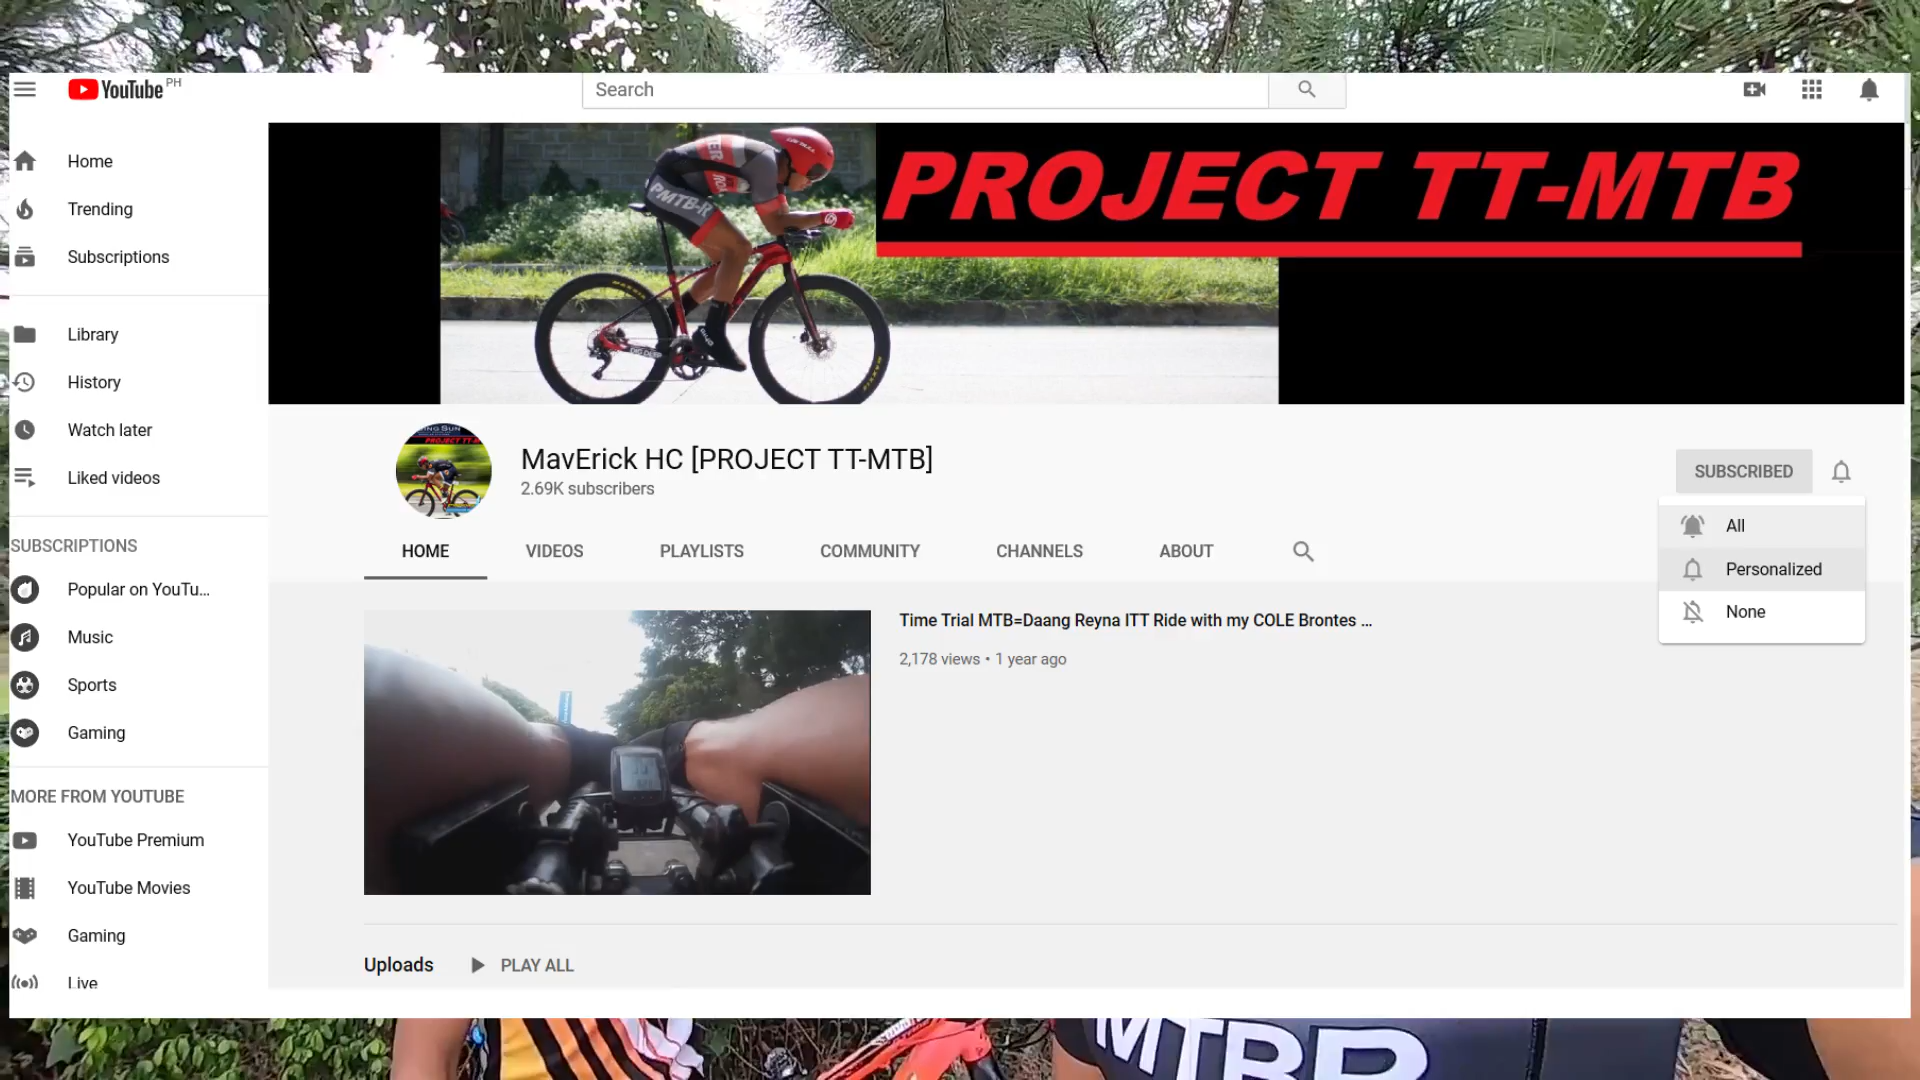 YouTube PH
Search
Home
Trending
Subscriptions
Library
History
Watch later
Liked videos
SUBSCRIPTIONS
Popular on YouTu...
Music
Sports
Gaming
MORE FROM YOUTUBE
YouTube Premium
YouTube Movies
Gaming
Live
PROJECT TT-MTB
PMTB-R
MavErick HC [PROJECT TT-MTB]
2.69K subscribers
SUBSCRIBED
All
Personalized
None
HOME VIDEOS PLAYLISTS COMMUNITY CHANNELS ABOUT
Time Trial MTB=Daang Reyna ITT Ride with my COLE Brontes ...
2,178 views • 1 year ago
Uploads PLAY ALL
MTBR